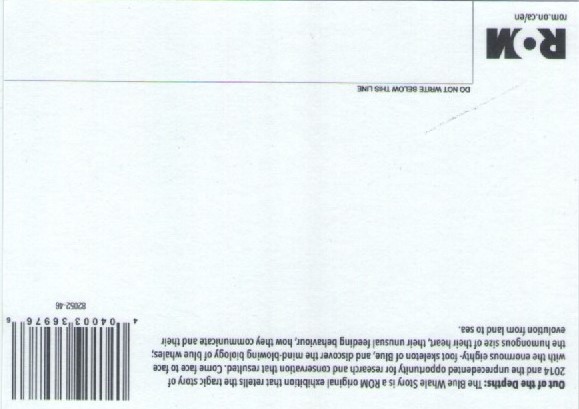 Out of the Depths: The Blue Whale Story is a ROM original exhibition that retells the tragic story of
2014 and the unprecedented opportunity for research and conservation that resulted. Come face to face
with the enormous eighty-foot skeleton of Blue, and discover the mind-blowing biology of blue whales;
the humongous size of their heart, their unusual feeding behaviour, how they communicate and their
evolution from land to sea.
4 04003 36976 6
82052-46
DO NOT WRITE BELOW THIS LINE
ROM
rom.on.ca/en